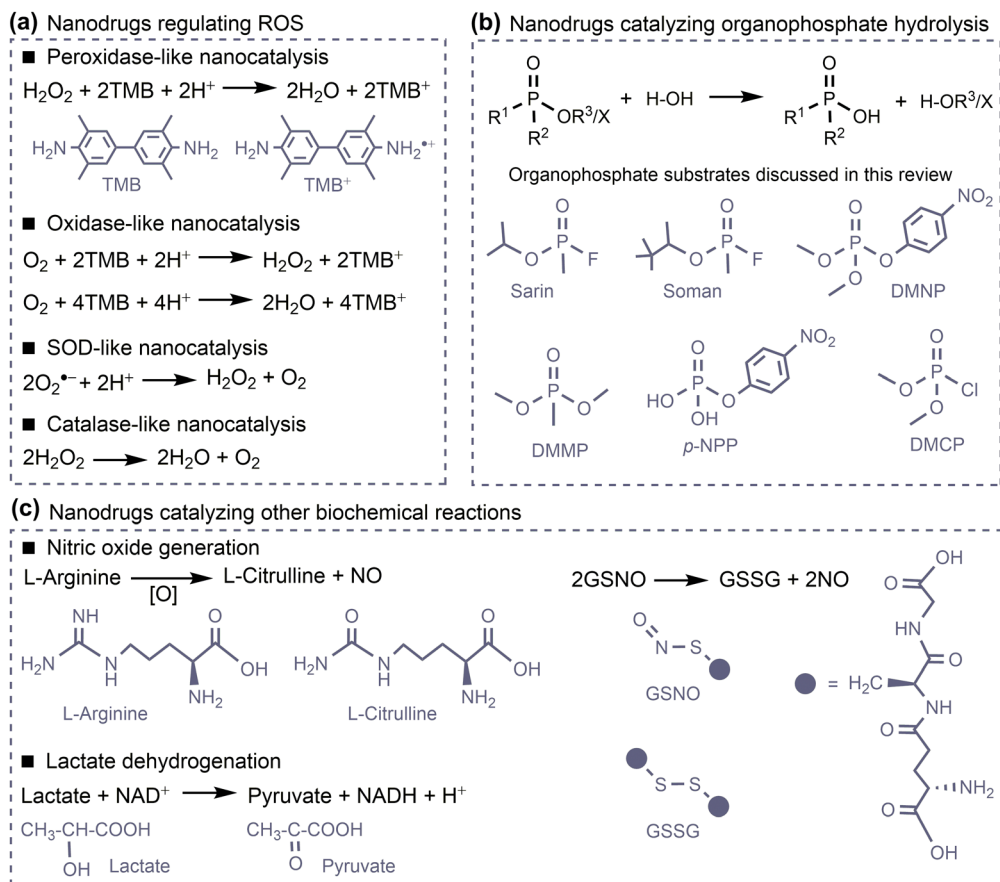 (a) Nanodrugs regulating ROS
■ Peroxidase-like nanocatalysis
H₂O₂ + 2TMB + 2H⁺ ⟶ 2H₂O + 2TMB⁺
H₂N NH₂ H₂N NH₂•⁺
TMB TMB⁺
■ Oxidase-like nanocatalysis
O₂ + 2TMB + 2H⁺ ⟶ H₂O₂ + 2TMB⁺
O₂ + 4TMB + 4H⁺ ⟶ 2H₂O + 4TMB⁺
■ SOD-like nanocatalysis
2O₂•⁻ + 2H⁺ ⟶ H₂O₂ + O₂
■ Catalase-like nanocatalysis
2H₂O₂ ⟶ 2H₂O + O₂
(b) Nanodrugs catalyzing organophosphate hydrolysis
O O
R¹ P OR³/X + H-OH ⟶ R¹ P OH + H-OR³/X
R² R²
Organophosphate substrates discussed in this review
O O O NO₂
O P F O P F O P O
O
Sarin Soman DMNP
O O NO₂ O
O P O HO P O O P Cl
OH O
DMMP p-NPP DMCP
(c) Nanodrugs catalyzing other biochemical reactions
■ Nitric oxide generation
L-Arginine ⟶ L-Citrulline + NO
[O]
NH O O O
H₂N N H OH H₂N N H OH
NH₂ NH₂
L-Arginine L-Citrulline
■ Lactate dehydrogenation
Lactate + NAD⁺ ⟶ Pyruvate + NADH + H⁺
CH₃-CH-COOH CH₃-C-COOH
OH Lactate O Pyruvate
2GSNO ⟶ GSSG + 2NO
O
N S
GSNO
S S
GSSG
OH
O
HN
O
= H₂C
NH
O
NH₂
O
OH